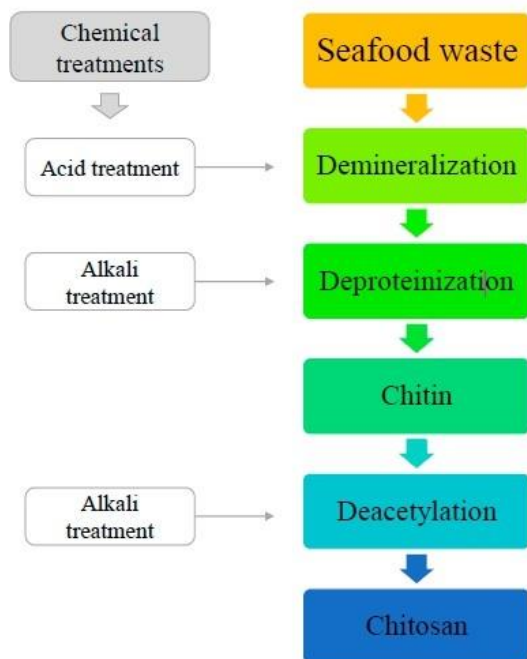 Chemical
treatments
Seafood waste
Acid treatment
Demineralization
Alkali
treatment
Deproteinization
Chitin
Alkali
treatment
Deacetylation
Chitosan